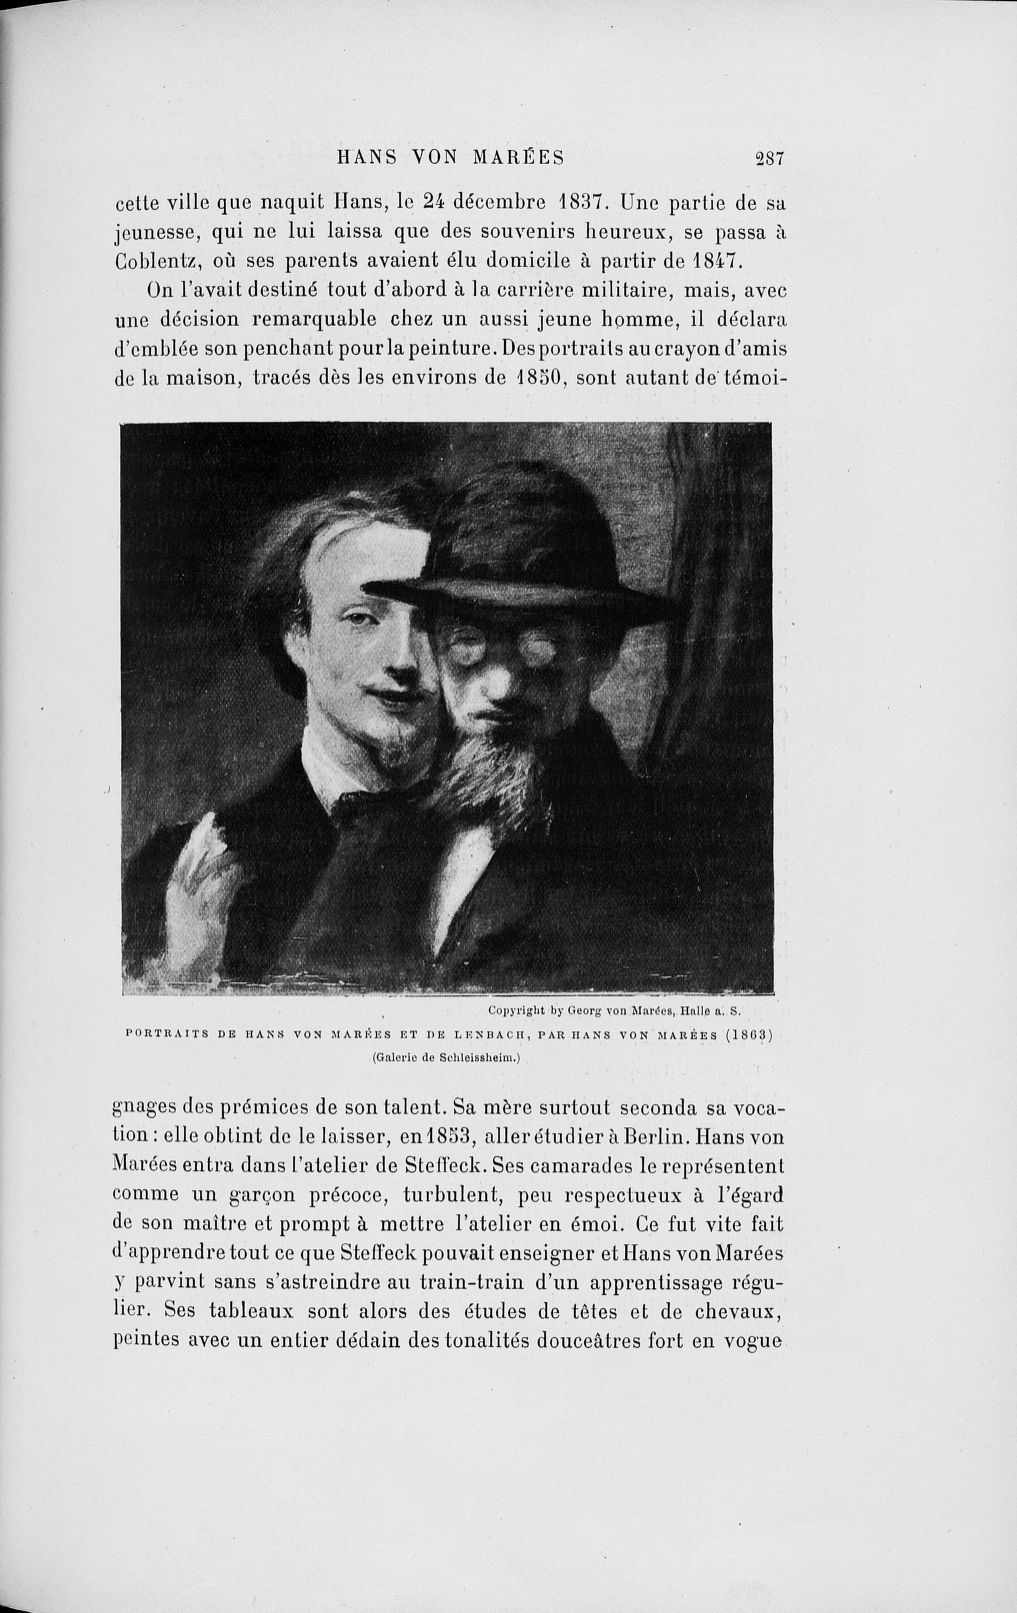 HANS VON MARÉES 287
cette ville que naquit Hans, le 24 décembre 1837. Une partie de sa
jeunesse, qui ne lui laissa que des souvenirs heureux, se passa à
Coblentz, où ses parents avaient élu domicile à partir de 1847.
On l'avait destiné tout d'abord à la carrière militaire, mais, avec
une décision remarquable chez un aussi jeune homme, il déclara
d'emblée son penchant pour la peinture. Des portraits au crayon d'amis
de la maison, tracés dès les environs de 1850, sont autant de témoi-
Copyright by Georg von Marées, Halle a. S.
PORTRAITS DE HANS VON MARÉES ET DE LENBACH, PAR HANS VON MARÉES (1863)
(Galerie de Schleissheim.)
gnages des prémices de son talent. Sa mère surtout seconda sa voca-
tion : elle obtint de le laisser, en 1853, aller étudier à Berlin. Hans von
Marées entra dans l'atelier de Steffeck. Ses camarades le représentent
comme un garçon précoce, turbulent, peu respectueux à l'égard
de son maître et prompt à mettre l'atelier en émoi. Ce fut vite fait
d'apprendre tout ce que Steffeck pouvait enseigner et Hans von Marées
y parvint sans s'astreindre au train-train d'un apprentissage régu-
lier. Ses tableaux sont alors des études de têtes et de chevaux,
peintes avec un entier dédain des tonalités douceâtres fort en vogue